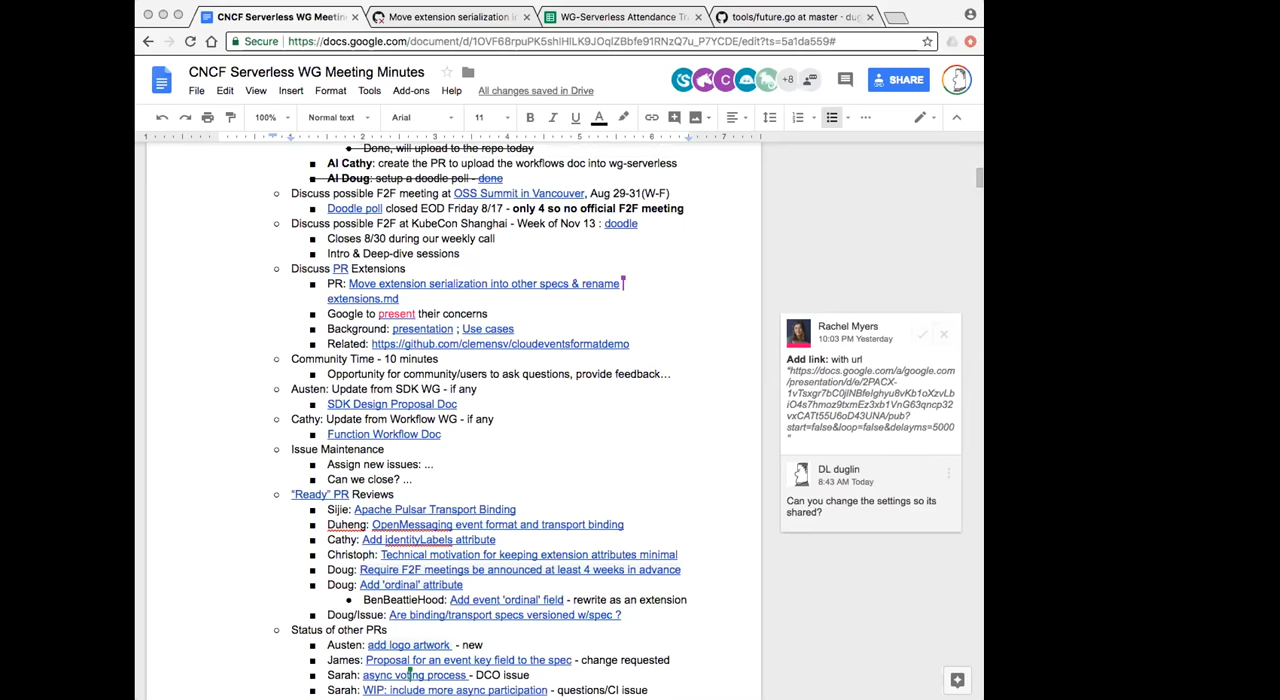 CNCF Serverless WG Meetin
Move extension serialization i
WG-Serverless Attendance Tra
tools/future.go at master · dug
Secure
https://docs.google.com/document/d/1OVF68rpuPK5shIHILK9JOqlZBbfe91RNzQ7u_P7YCDE/edit?ts=5a1da559#
CNCF Serverless WG Meeting Minutes
+8
SHARE
File Edit View Insert Format Tools Add-ons Help All changes saved in Drive
100% Normal text Arial 11 B I U A
1 1 2 3 4 5 6 7
Done, will upload to the repo today
AI Cathy: create the PR to upload the workflows doc into wg-serverless
AI Doug: setup a doodle poll - done
Discuss possible F2F meeting at OSS Summit in Vancouver, Aug 29-31(W-F)
Doodle poll closed EOD Friday 8/17 - only 4 so no official F2F meeting
Discuss possible F2F at KubeCon Shanghai - Week of Nov 13 : doodle
Closes 8/30 during our weekly call
Intro & Deep-dive sessions
Discuss PR Extensions
PR: Move extension serialization into other specs & rename
extensions.md
Google to present their concerns
Background: presentation ; Use cases
Related: https://github.com/clemensv/cloudeventsformatdemo
Community Time - 10 minutes
Opportunity for community/users to ask questions, provide feedback…
Austen: Update from SDK WG - if any
SDK Design Proposal Doc
Cathy: Update from Workflow WG - if any
Function Workflow Doc
Issue Maintenance
Assign new issues: ...
Can we close? ...
“Ready” PR Reviews
Sijie: Apache Pulsar Transport Binding
Duheng: OpenMessaging event format and transport binding
Cathy: Add identityLabels attribute
Christoph: Technical motivation for keeping extension attributes minimal
Doug: Require F2F meetings be announced at least 4 weeks in advance
Doug: Add 'ordinal' attribute
BenBeattieHood: Add event 'ordinal' field - rewrite as an extension
Doug/Issue: Are binding/transport specs versioned w/spec ?
Status of other PRs
Austen: add logo artwork - new
James: Proposal for an event key field to the spec - change requested
Sarah: async voting process - DCO issue
Sarah: WIP: include more async participation - questions/CI issue
Rachel Myers
10:03 PM Yesterday
Add link: with url
"https://docs.google.com/a/google.com
/presentation/d/e/2PACX-
start=false&loop=false&delayms=5000
"
DL duglin
8:43 AM Today
Can you change the settings so its
shared?